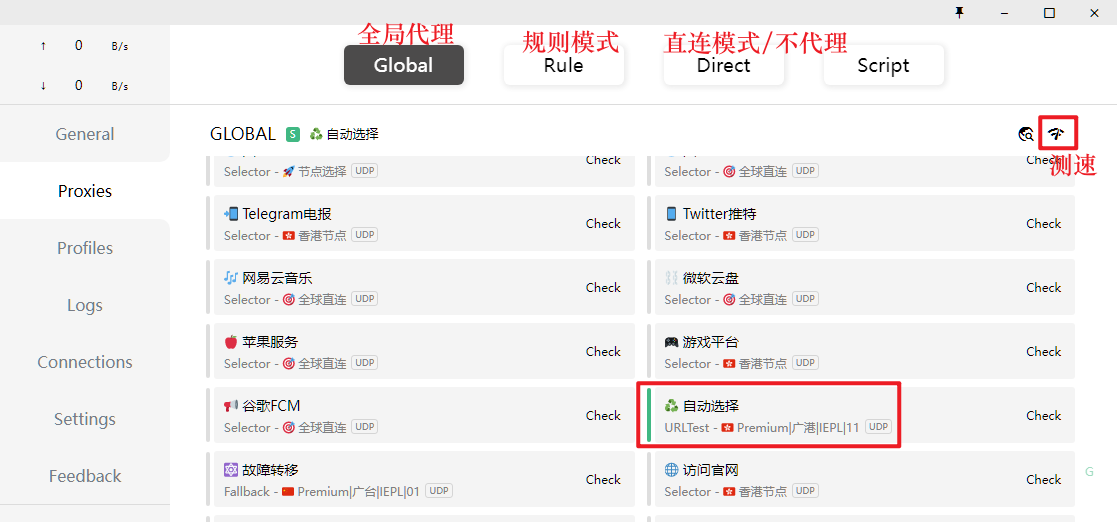 ↑ 0 B/s
↓ 0 B/s
全局代理
规则模式
直连模式/不代理
Global
Rule
Direct
Script
General
Proxies
Profiles
Logs
Connections
Settings
Feedback
GLOBAL S 自动选择
测速
Selector - 节点选择 UDP
Check
Selector - 全球直连 UDP
Check
Telegram电报
Selector - 香港节点 UDP
Check
Twitter推特
Selector - 香港节点 UDP
Check
网易云音乐
Selector - 全球直连 UDP
Check
微软云盘
Selector - 全球直连 UDP
Check
苹果服务
Selector - 全球直连 UDP
Check
游戏平台
Selector - 香港节点 UDP
Check
谷歌FCM
Selector - 全球直连 UDP
Check
自动选择
URLTest - Premium|广港|IEPL|11 UDP
Check
故障转移
Fallback - Premium|广台|IEPL|01 UDP
Check
访问官网
Selector - 香港节点 UDP
Check
G